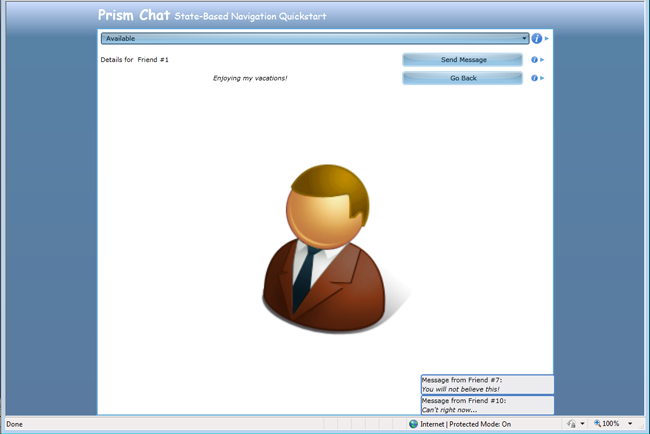 Prism Chat State-Based Navigation Quickstart
Available
Details for Friend #1
Send Message
Enjoying my vacations!
Go Back
Message from Friend #7:
You will not believe this!
Message from Friend #10:
Can't right now...
Done
Internet | Protected Mode: On
100%